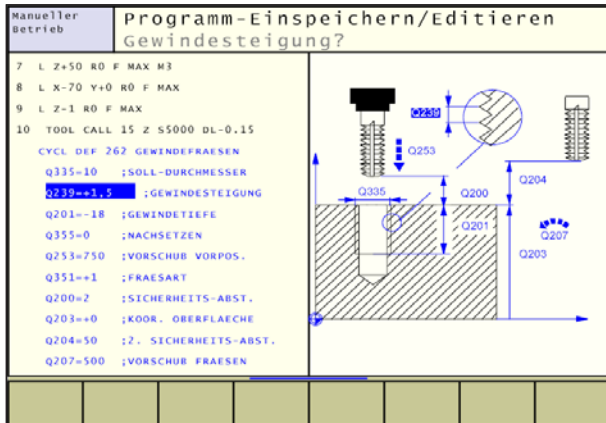 Manueller
Betrieb
Programm-Einspeichern/Editieren
Gewindesteigung?
7 L Z+50 R0 F MAX M3
8 L X-70 Y+0 R0 F MAX
9 L Z-1 R0 F MAX
10 TOOL CALL 15 Z S5000 DL-0.15
CYCL DEF 262 GEWINDEFRAESEN
Q335=10 ;SOLL-DURCHMESSER
Q239=+1,5 ;GEWINDESTEIGUNG
Q201=-18 ;GEWINDETIEFE
Q355=0 ;NACHSETZEN
Q253=750 ;VORSCHUB VORPOS.
Q351=+1 ;FRAESART
Q200=2 ;SICHERHEITS-ABST.
Q203=+0 ;KOOR. OBERFLAECHE
Q204=50 ;2. SICHERHEITS-ABST.
Q207=500 ;VORSCHUB FRAESEN
Q239
Q253
Q335
Q200
Q204
Q201
Q207
Q203